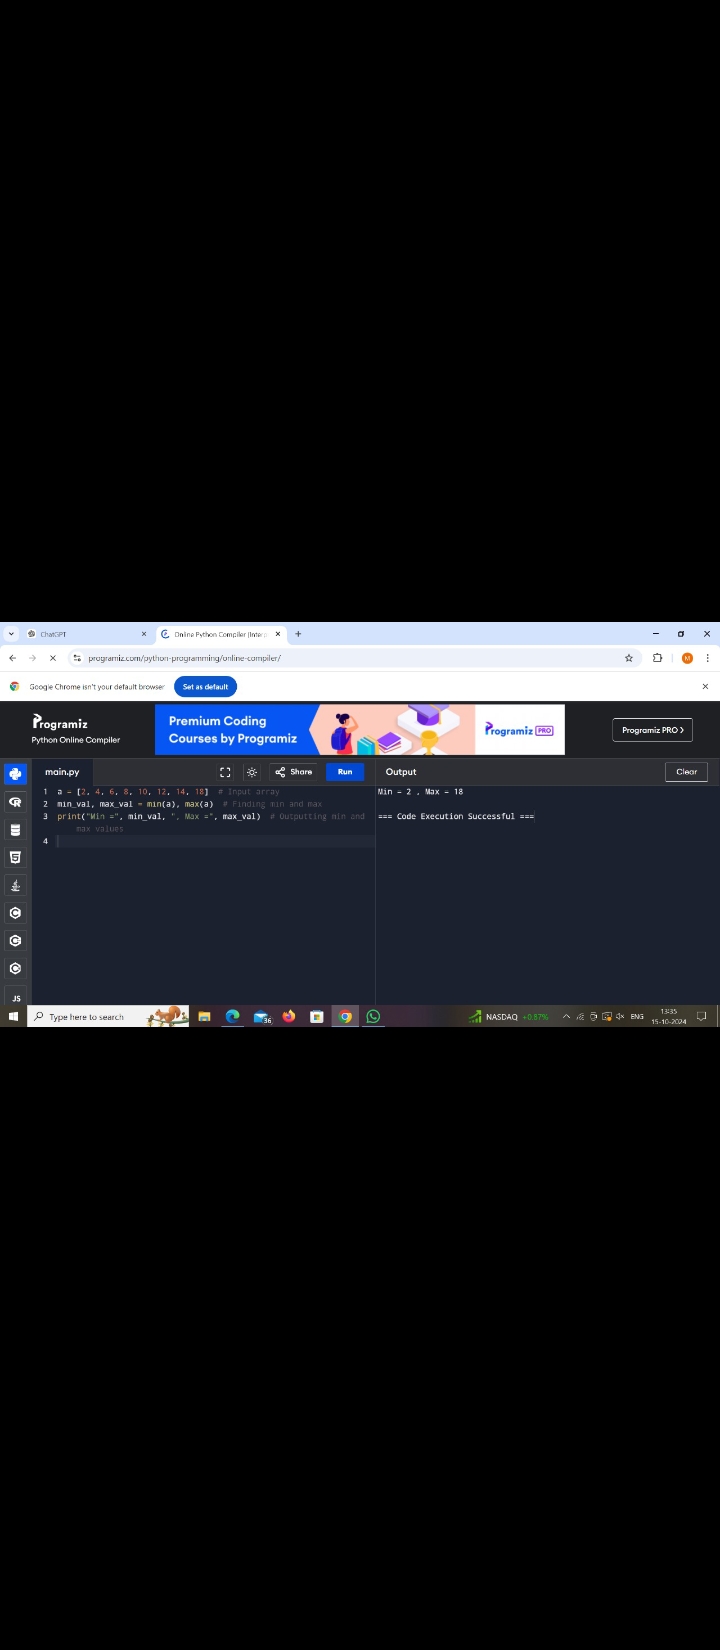 ChatGPT
Online Python Compiler (Interp
programiz.com/python-programming/online-compiler/
Google Chrome isn't your default browser
Set as default
Programiz
Python Online Compiler
Premium Coding
Courses by Programiz
Programiz PRO
Programiz PRO
main.py
Share
Run
Output
Clear
1 a = [2, 4, 6, 8, 10, 12, 14, 18] # Input array
2 min_val, max_val = min(a), max(a) # Finding min and max
3 print("Min =", min_val, ", Max =", max_val) # Outputting min and
max values
4
Min = 2 , Max = 18
=== Code Execution Successful ===
R
5
C
JS
Type here to search
36
NASDAQ +0.37%
ENG
13:35
15-10-2024
M